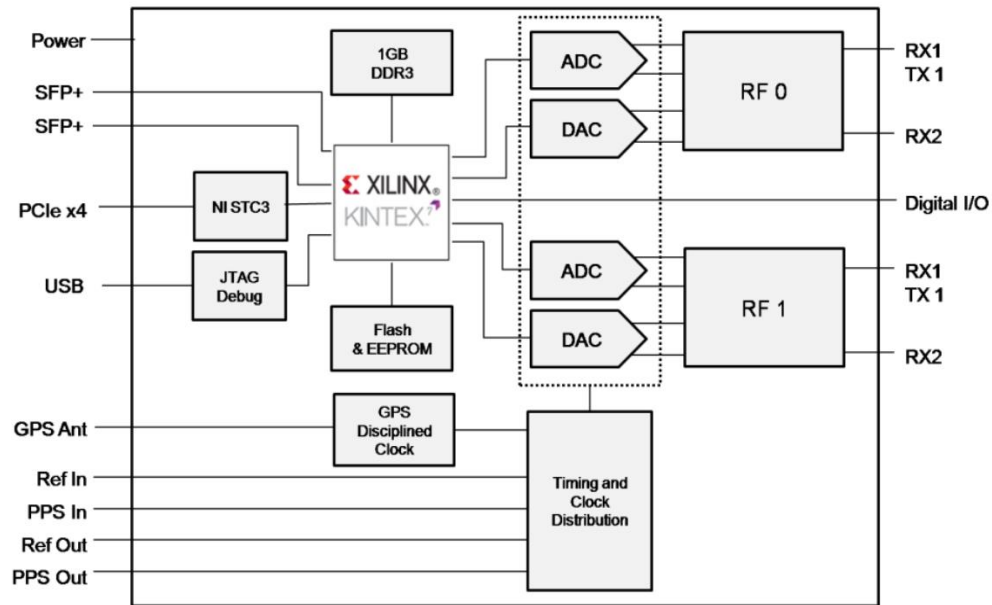 Power
SFP+
SFP+
PCIe x4
USB
GPS Ant
Ref In
PPS In
Ref Out
PPS Out
1GB
DDR3
XILINX®
KINTEX.7
NI STC3
JTAG
Debug
Flash
& EEPROM
GPS
Disciplined
Clock
ADC
DAC
ADC
DAC
Timing and
Clock
Distribution
RF 0
RF 1
RX1
TX 1
RX2
Digital I/O
RX1
TX 1
RX2